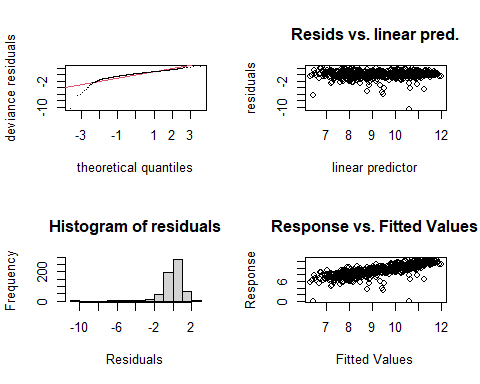 deviance residuals
-10 -2
-3 -1 1 2 3
theoretical quantiles
Resids vs. linear pred.
residuals
-10 -2
7 8 9 10 11 12
linear predictor
Histogram of residuals
Frequency
0 200
-10 -6 -2 2
Residuals
Response vs. Fitted Values
Response
0 6
7 8 9 10 11 12
Fitted Values